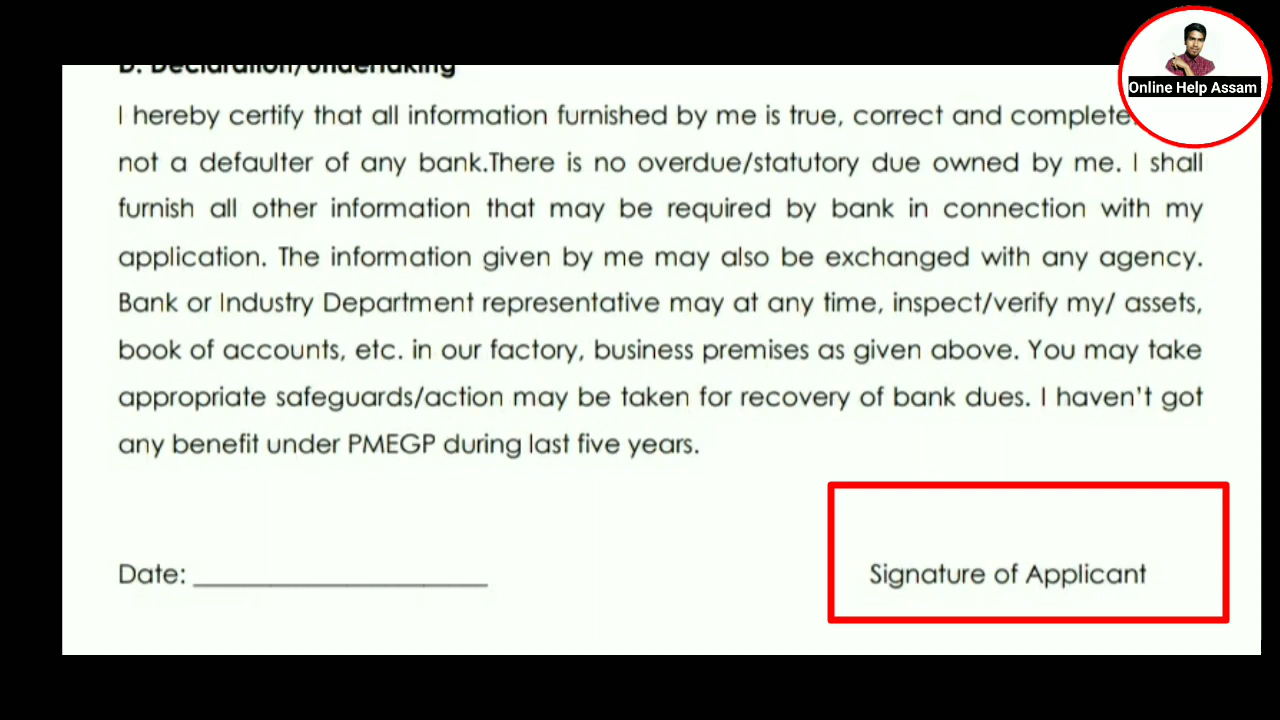 D. Declaration/Undertaking
Online Help Assam
I hereby certify that all information furnished by me is true, correct and complete
not a defaulter of any bank.There is no overdue/statutory due owned by me. I shall
furnish all other information that may be required by bank in connection with my
application. The information given by me may also be exchanged with any agency.
Bank or Industry Department representative may at any time, inspect/verify my/ assets,
book of accounts, etc. in our factory, business premises as given above. You may take
appropriate safeguards/action may be taken for recovery of bank dues. I haven't got
any benefit under PMEGP during last five years.
Date: ____________________
Signature of Applicant